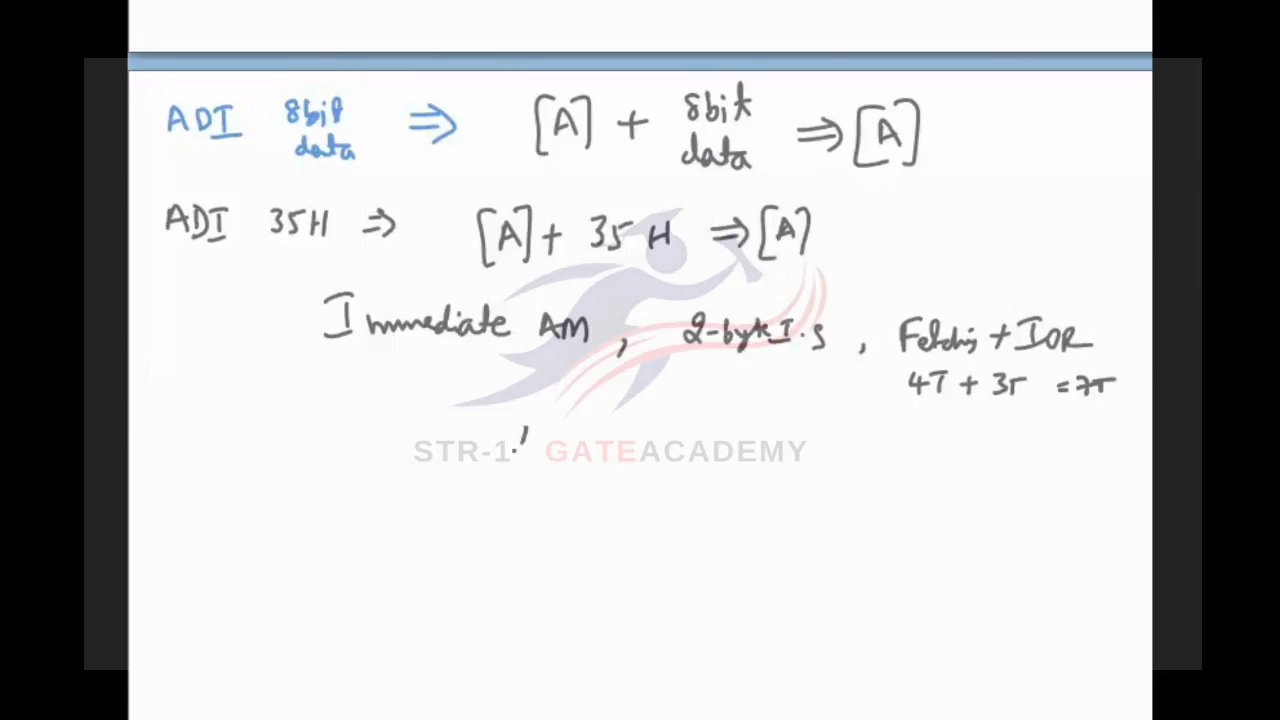 ADI 8bit data ⇒ [A] + 8bit data ⇒ [A]
ADI 35H ⇒ [A] + 35 H ⇒ [A]
Immediate AM, 2-byte I.S, Fetching + IOR
4T + 3T = 7T
STR-1 GATEACADEMY